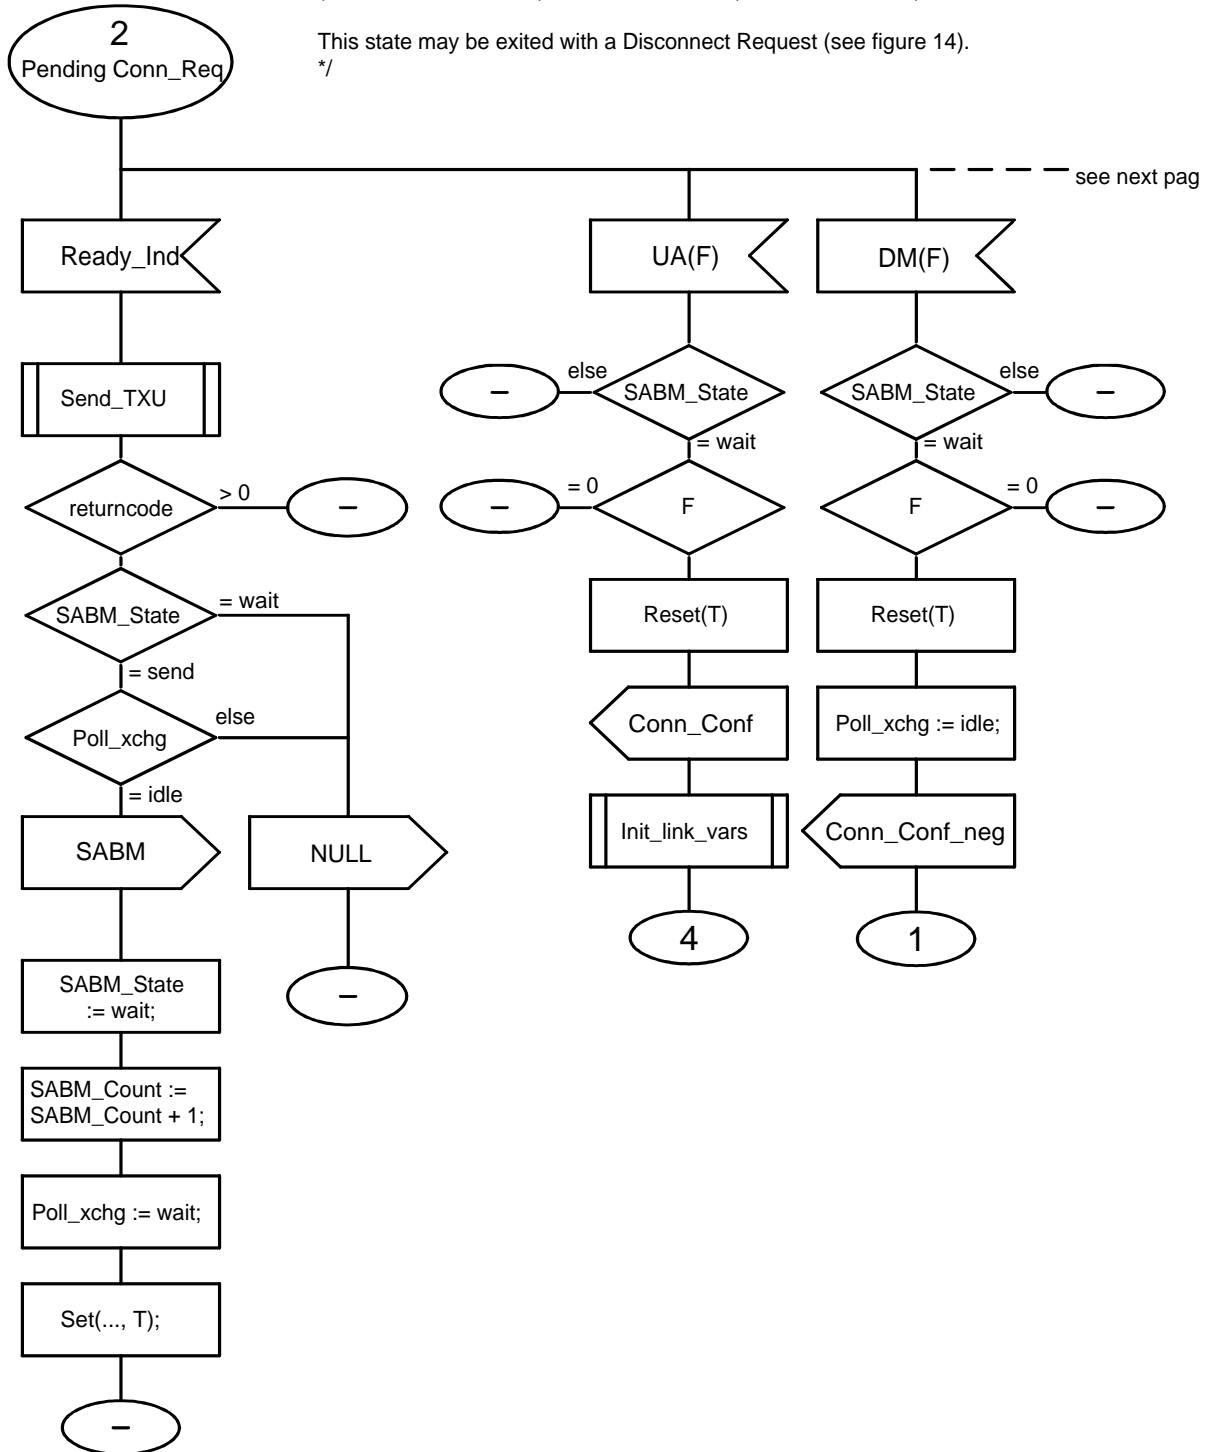 2
Pending Conn_Req
This state may be exited with a Disconnect Request (see figure 14).
*/
see next pag
Ready_Ind
UA(F)
DM(F)
Send_TXU
else
–
SABM_State
= wait
SABM_State
else
–
= wait
returncode
> 0
–
= 0
–
F
F
= 0
–
SABM_State
= wait
= send
Reset(T)
Reset(T)
Poll_xchg
else
= idle
Conn_Conf
Poll_xchg := idle;
SABM
NULL
Init_link_vars
Conn_Conf_neg
4
1
SABM_State
:= wait;
–
SABM_Count :=
SABM_Count + 1;
Poll_xchg := wait;
Set(..., T);
–